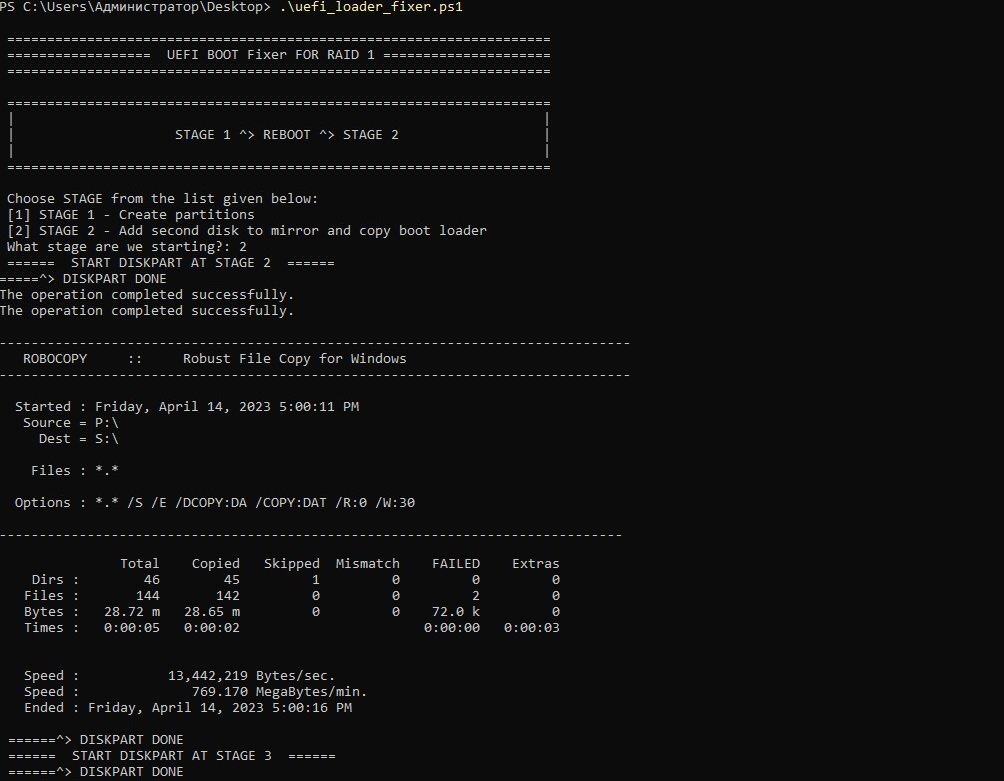 PS C:\Users\Администратор\Desktop> .\uefi_loader_fixer.ps1
====================================================================
==================  UEFI BOOT Fixer FOR RAID 1 =====================
====================================================================
====================================================================
|                                                                  |
|                    STAGE 1 ^> REBOOT ^> STAGE 2                  |
|                                                                  |
====================================================================
Choose STAGE from the list given below:
[1] STAGE 1 - Create partitions
[2] STAGE 2 - Add second disk to mirror and copy boot loader
What stage are we starting?: 2
======  START DISKPART AT STAGE 2  ======
=====^> DISKPART DONE
The operation completed successfully.
The operation completed successfully.
-------------------------------------------------------------------------------
ROBOCOPY     ::     Robust File Copy for Windows
-------------------------------------------------------------------------------
Started : Friday, April 14, 2023 5:00:11 PM
Source = P:\
Dest = S:\
Files : *.*
Options : *.* /S /E /DCOPY:DA /COPY:DAT /R:0 /W:30
------------------------------------------------------------------------------
Total    Copied   Skipped  Mismatch    FAILED    Extras
Dirs :        46        45         1         0         0         0
Files :       144       142         0         0         2         0
Bytes :   28.72 m   28.65 m         0         0    72.0 k         0
Times :   0:00:05   0:00:02                       0:00:00   0:00:03
Speed :           13,442,219 Bytes/sec.
Speed :              769.170 MegaBytes/min.
Ended : Friday, April 14, 2023 5:00:16 PM
======^> DISKPART DONE
======  START DISKPART AT STAGE 3  ======
======^> DISKPART DONE